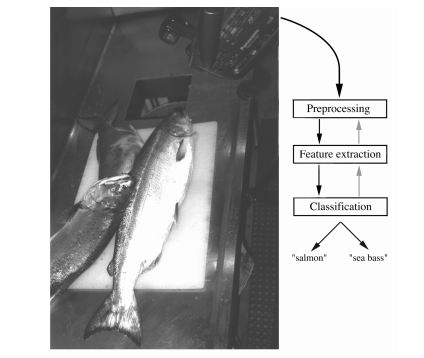 Preprocessing
Feature extraction
Classification
"salmon" "sea bass"